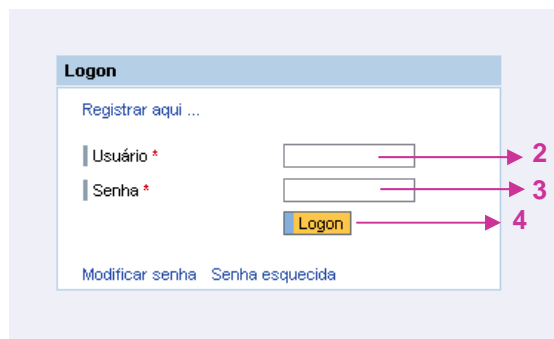 Logon
Registrar aqui ...
Usuário * 2
Senha * 3
Logon 4
Modificar senha Senha esquecida